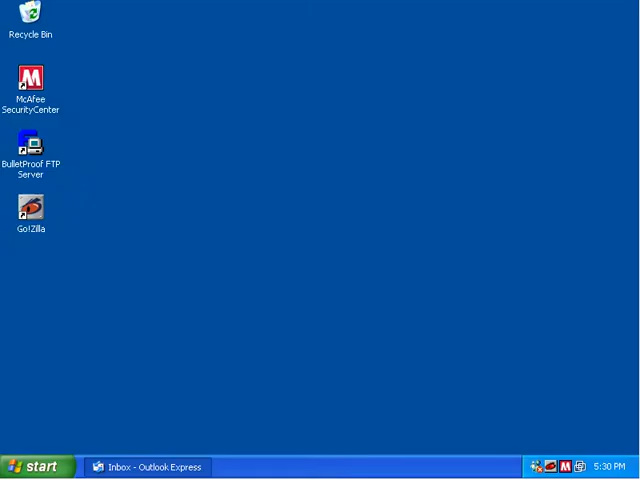 Recycle Bin
McAfee
SecurityCenter
BulletProof FTP
Server
Go!Zilla
start
Inbox - Outlook Express
5:30 PM